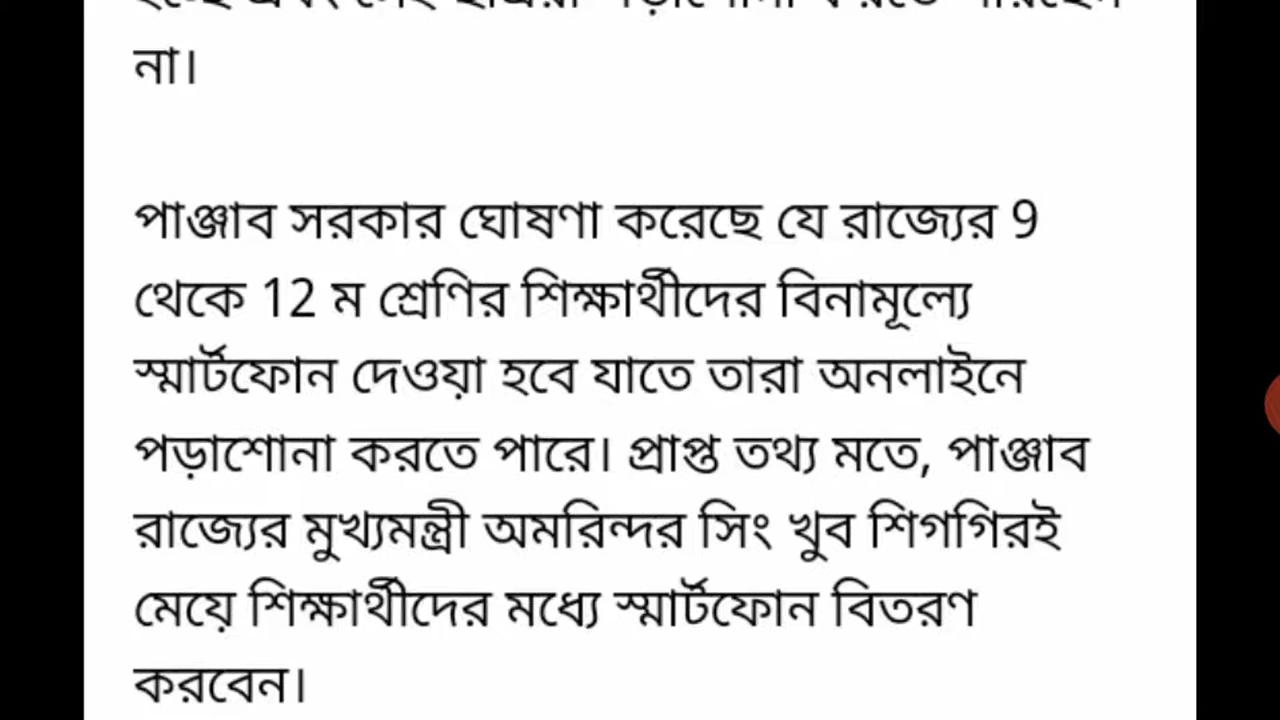 না।
পাঞ্জাব সরকার ঘোষণা করেছে যে রাজ্যের 9
থেকে 12 ম শ্রেণির শিক্ষার্থীদের বিনামূল্যে
স্মার্টফোন দেওয়া হবে যাতে তারা অনলাইনে
পড়াশোনা করতে পারে। প্রাপ্ত তথ্য মতে, পাঞ্জাব
রাজ্যের মুখ্যমন্ত্রী অমরিন্দর সিং খুব শিগগিরই
মেয়ে শিক্ষার্থীদের মধ্যে স্মার্টফোন বিতরণ
করবেন।